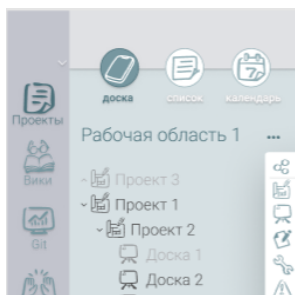 доска список календарь
Проекты
Рабочая область 1 ...
Вики
Проект 3
Проект 1
Git
Проект 2
Доска 1
Доска 2